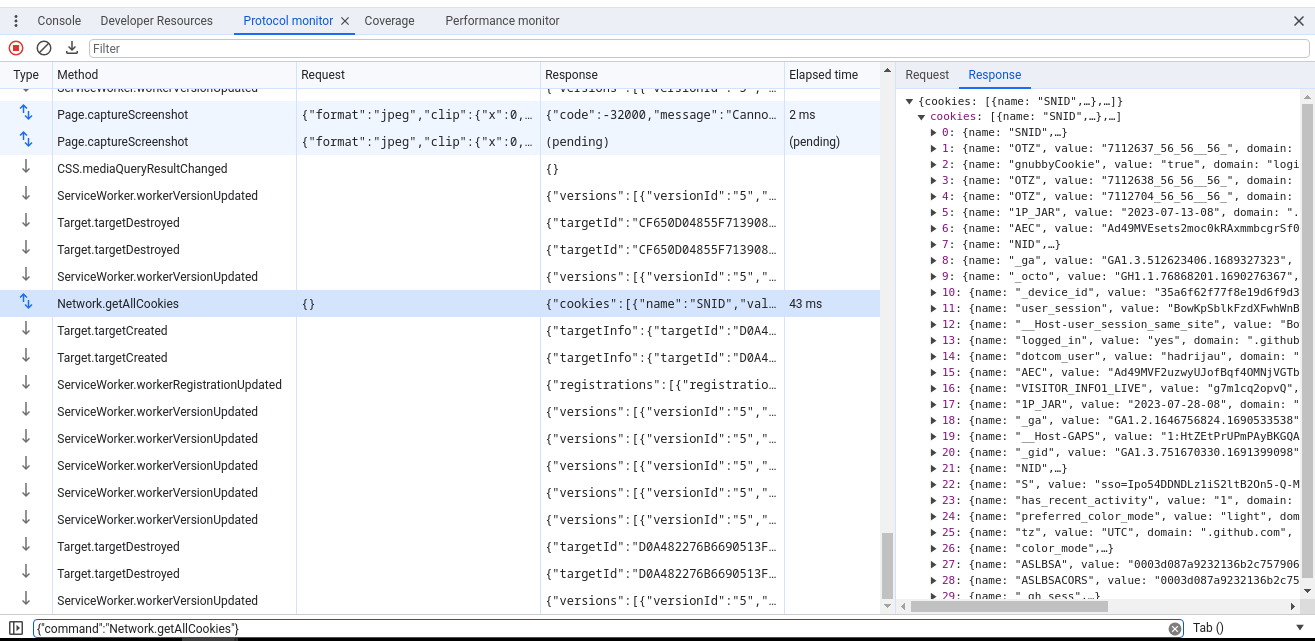 Console Developer Resources Protocol monitor Coverage Performance monitor
Filter
Type Method Request Response Elapsed time
ServiceWorker.workerVersionUpdated {"versions":[{"versionId":"5","…
Page.captureScreenshot {"format":"jpeg","clip":{"x":0,… {"code":-32000,"message":"Canno… 2 ms
Page.captureScreenshot {"format":"jpeg","clip":{"x":0,… (pending) (pending)
CSS.mediaQueryResultChanged {}
ServiceWorker.workerVersionUpdated {"versions":[{"versionId":"5","…
Target.targetDestroyed {"targetId":"CF650D04855F713908…
Target.targetDestroyed {"targetId":"CF650D04855F713908…
ServiceWorker.workerVersionUpdated {"versions":[{"versionId":"5","…
Network.getAllCookies {} {"cookies":[{"name":"SNID","val… 43 ms
Target.targetCreated {"targetInfo":{"targetId":"D0A4…
Target.targetCreated {"targetInfo":{"targetId":"D0A4…
ServiceWorker.workerRegistrationUpdated {"registrations":[{"registratio…
ServiceWorker.workerVersionUpdated {"versions":[{"versionId":"5","…
ServiceWorker.workerVersionUpdated {"versions":[{"versionId":"5","…
ServiceWorker.workerVersionUpdated {"versions":[{"versionId":"5","…
ServiceWorker.workerVersionUpdated {"versions":[{"versionId":"5","…
ServiceWorker.workerVersionUpdated {"versions":[{"versionId":"5","…
Target.targetDestroyed {"targetId":"D0A482276B6690513F…
Target.targetDestroyed {"targetId":"D0A482276B6690513F…
ServiceWorker.workerVersionUpdated {"versions":[{"versionId":"5","…
Request Response
{cookies: [{name: "SNID",…},…]}
cookies: [{name: "SNID",…},…]
0: {name: "SNID",…}
1: {name: "OTZ", value: "7112637_56_56__56_", domain:
2: {name: "gnubbyCookie", value: "true", domain: "logi
3: {name: "OTZ", value: "7112638_56_56__56_", domain:
4: {name: "OTZ", value: "7112704_56_56__56_", domain:
5: {name: "1P_JAR", value: "2023-07-13-08", domain: ".
6: {name: "AEC", value: "Ad49MVEsets2moc0kRAxmmbcgrSf0
7: {name: "NID",…}
8: {name: "_ga", value: "GA1.3.512623406.1689327323",
9: {name: "_octo", value: "GH1.1.76868201.1690276367",
10: {name: "_device_id", value: "35a6f62f77f8e19d6f9d3
11: {name: "user_session", value: "BowKpSblkFzdXFwhWnB
12: {name: "__Host-user_session_same_site", value: "Bo
13: {name: "logged_in", value: "yes", domain: ".github
14: {name: "dotcom_user", value: "hadrijau", domain: "
15: {name: "AEC", value: "Ad49MVF2uzwyUJofBqf4OMNjVGTb
16: {name: "VISITOR_INFO1_LIVE", value: "g7m1cq2opvQ",
17: {name: "1P_JAR", value: "2023-07-28-08", domain: "
18: {name: "_ga", value: "GA1.2.1646756824.1690533538"
19: {name: "__Host-GAPS", value: "1:HtZEtPrUPmPAyBKGQA
20: {name: "_gid", value: "GA1.3.751670330.1691399098"
21: {name: "NID",…}
22: {name: "S", value: "sso=Ipo54DDNDLz1iS2ltB2On5-Q-M
23: {name: "has_recent_activity", value: "1", domain:
24: {name: "preferred_color_mode", value: "light", dom
25: {name: "tz", value: "UTC", domain: ".github.com",
26: {name: "color_mode",…}
27: {name: "ASLBSA", value: "0003d087a9232136b2c757906
28: {name: "ASLBSACORS", value: "0003d087a9232136b2c75
29: {name: "_gh_sess",…}
{"command":"Network.getAllCookies"}
Tab ()